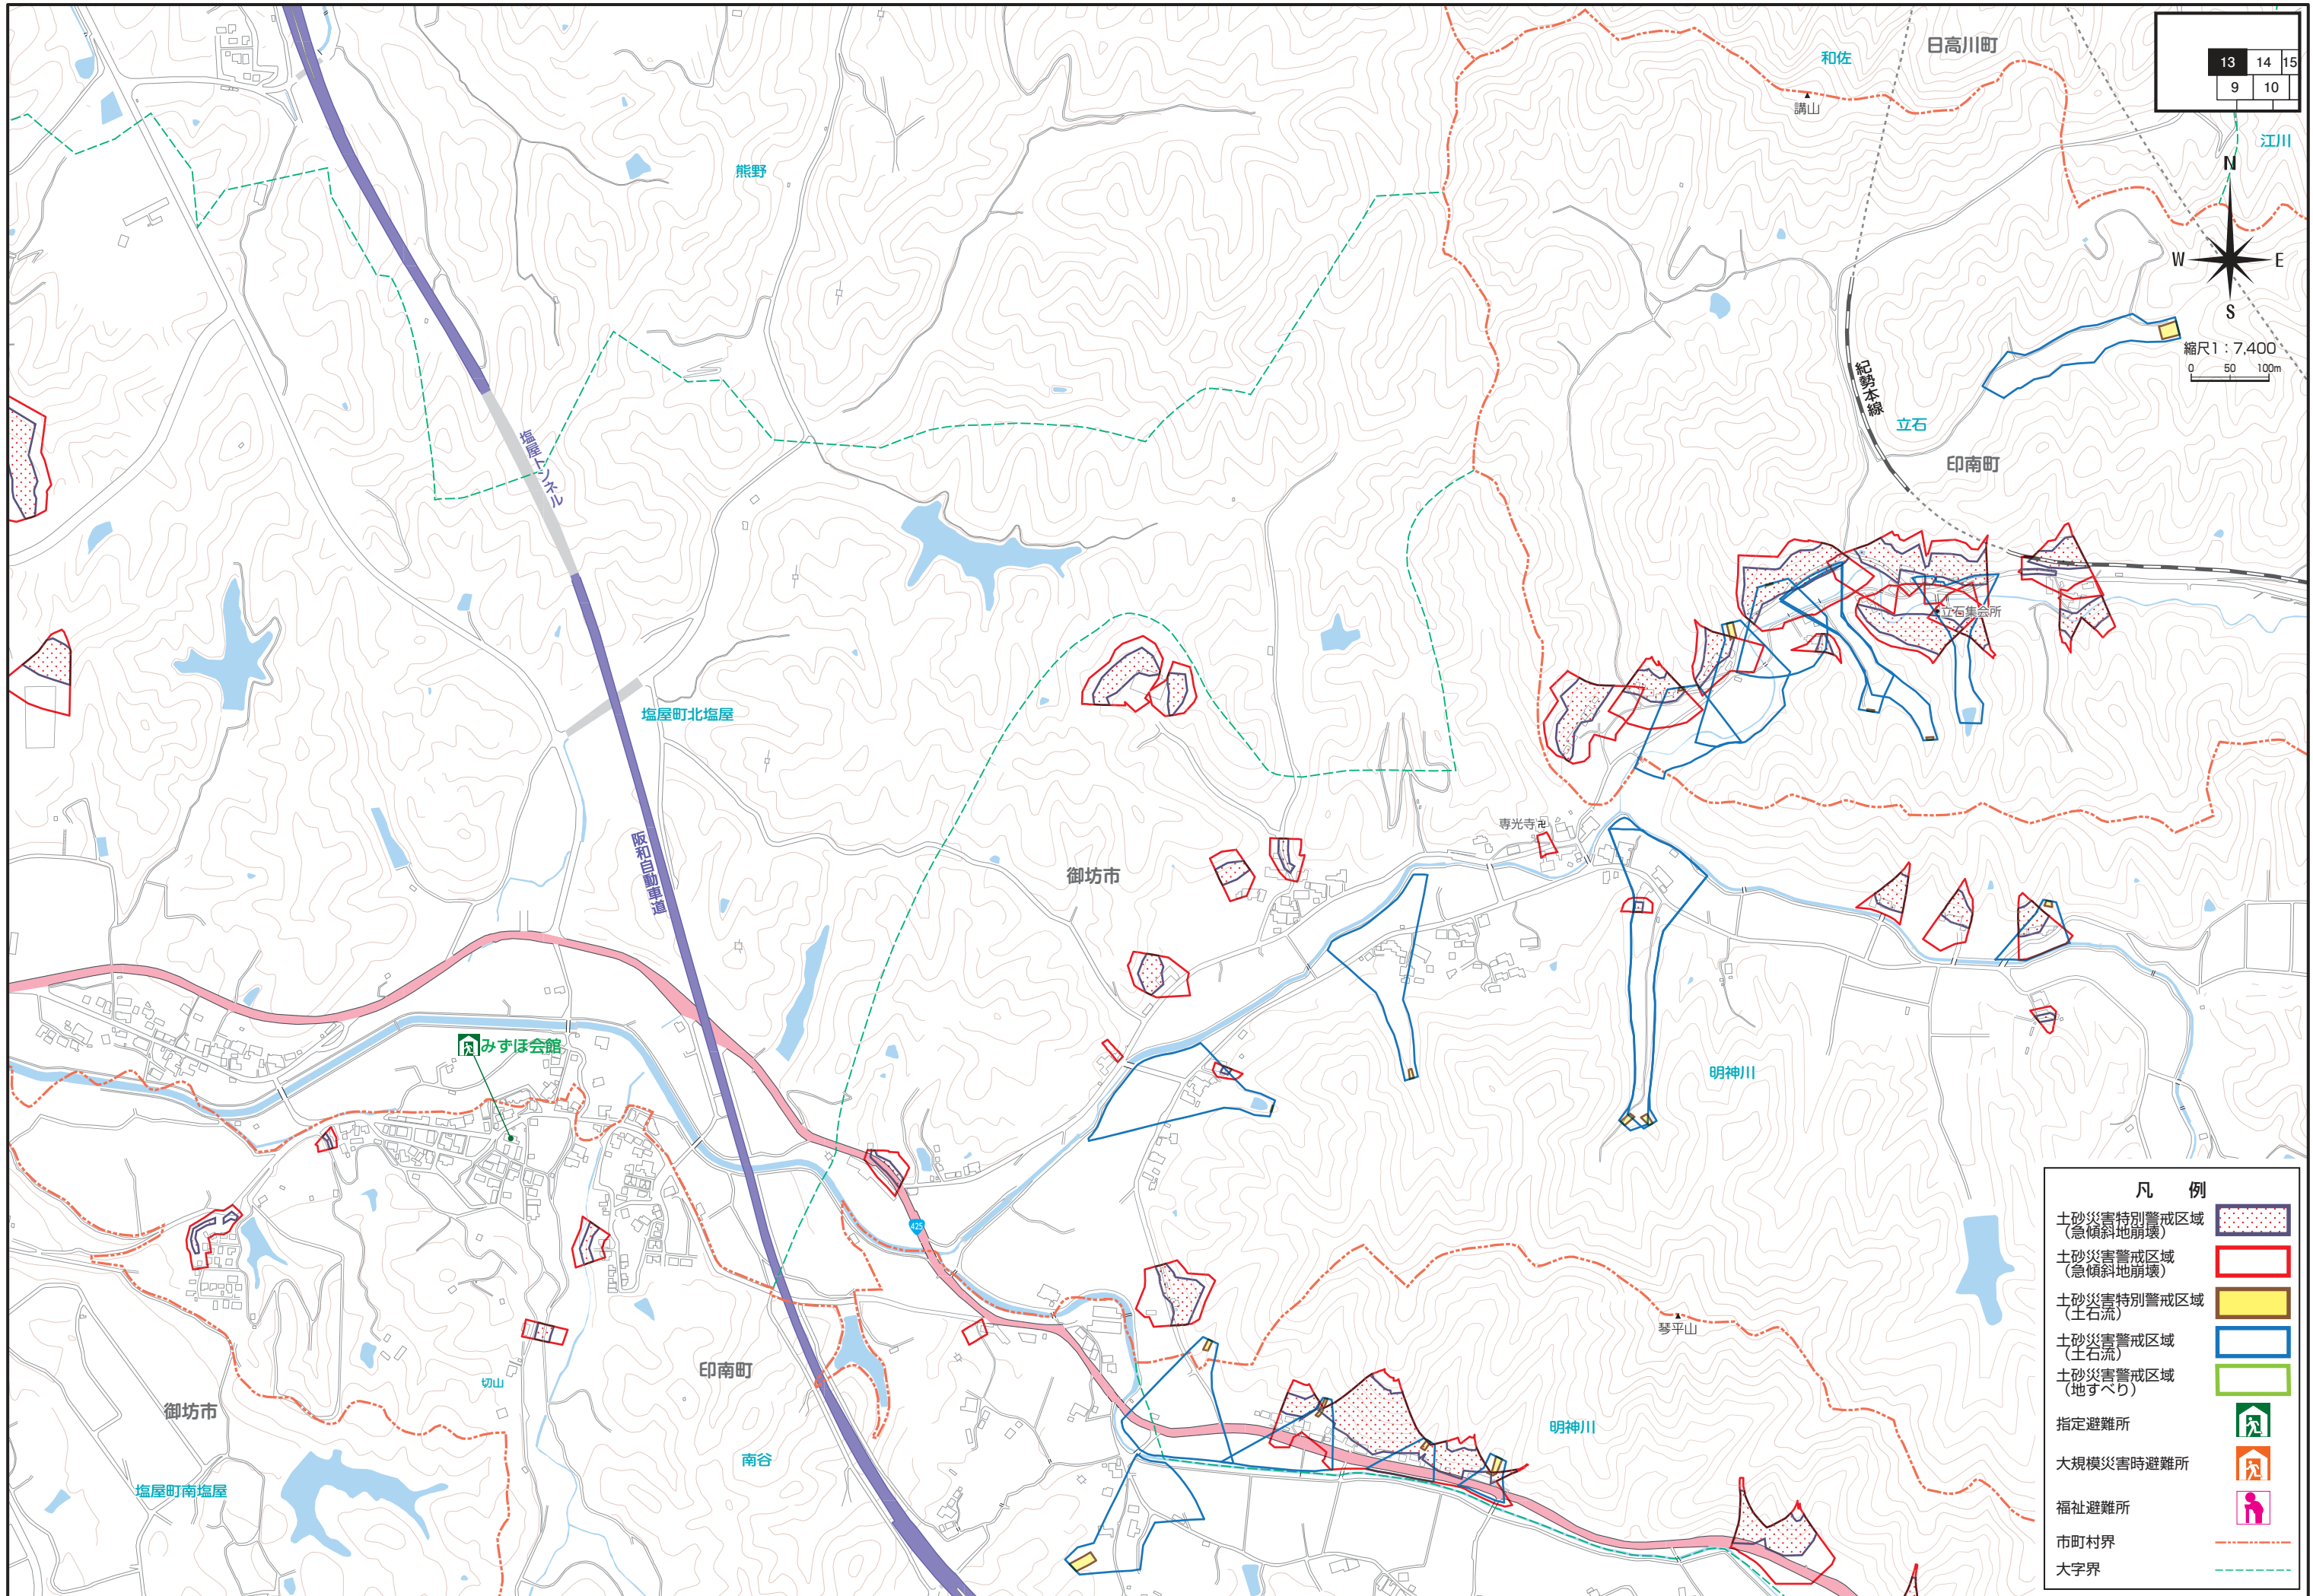 日高川町
和佐
講山
13 14 15
9 10
江川
N
W E
S
縮尺1：7,400
0 50 100m
熊野
紀勢本線
立石
印南町
塩屋トンネル
立石集会所
塩屋町北塩屋
専光寺卍
阪和自動車道
御坊市
みずほ会館
明神川
425
琴平山
印南町
切山
御坊市
明神川
南谷
塩屋町南塩屋
凡 例
土砂災害特別警戒区域
（急傾斜地崩壊）
土砂災害警戒区域
（急傾斜地崩壊）
土砂災害特別警戒区域
（土石流）
土砂災害警戒区域
（土石流）
土砂災害警戒区域
（地すべり）
指定避難所
大規模災害時避難所
福祉避難所
市町村界
大字界